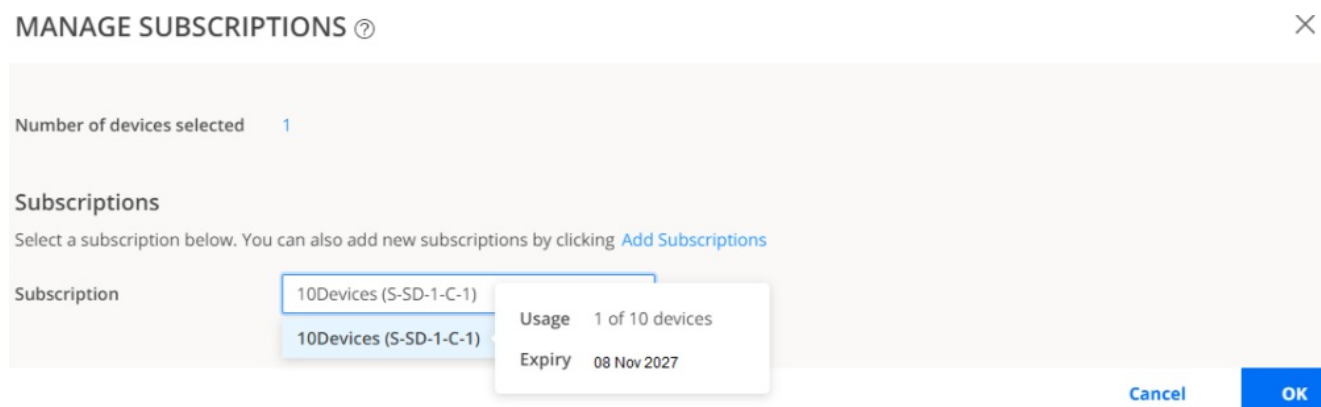 MANAGE SUBSCRIPTIONS ?
Number of devices selected 1
Subscriptions
Select a subscription below. You can also add new subscriptions by clicking Add Subscriptions
Subscription 10Devices (S-SD-1-C-1)
10Devices (S-SD-1-C-1)
Usage 1 of 10 devices
Expiry 08 Nov 2027
Cancel OK